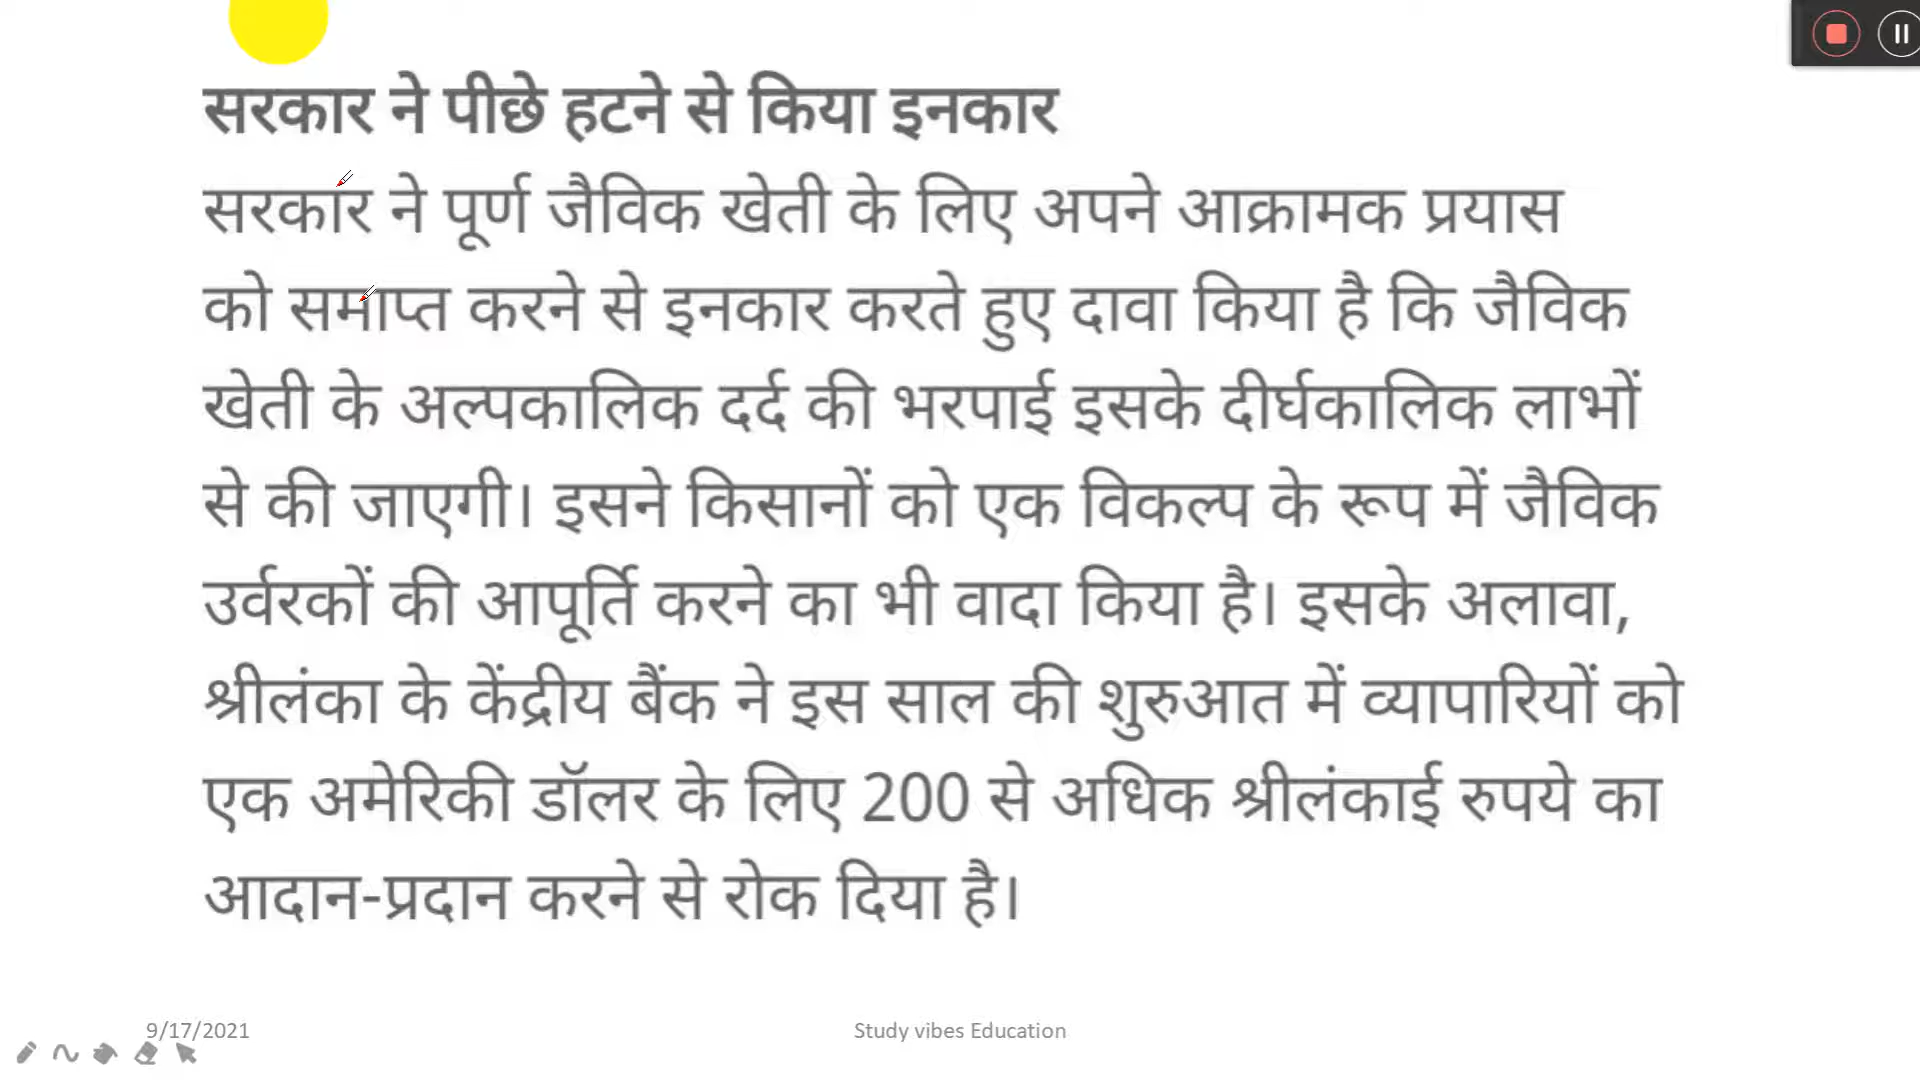 सरकार ने पीछे हटने से किया इनकार
सरकार ने पूर्ण जैविक खेती के लिए अपने आक्रामक प्रयास
को समाप्त करने से इनकार करते हुए दावा किया है कि जैविक
खेती के अल्पकालिक दर्द की भरपाई इसके दीर्घकालिक लाभों
से की जाएगी। इसने किसानों को एक विकल्प के रूप में जैविक
उर्वरकों की आपूर्ति करने का भी वादा किया है। इसके अलावा,
श्रीलंका के केंद्रीय बैंक ने इस साल की शुरुआत में व्यापारियों को
एक अमेरिकी डॉलर के लिए 200 से अधिक श्रीलंकाई रुपये का
आदान-प्रदान करने से रोक दिया है।
9/17/2021
Study vibes Education